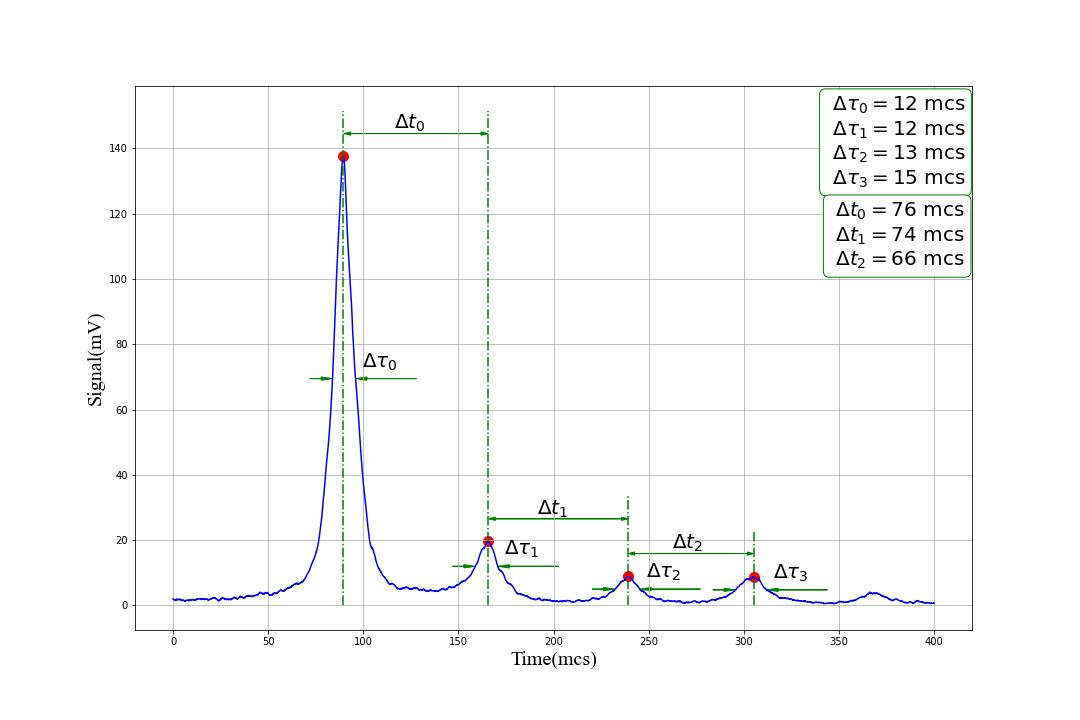 Δτ₀ = 12 mcs
Δτ₁ = 12 mcs
Δτ₂ = 13 mcs
Δτ₃ = 15 mcs
Δt₀ = 76 mcs
Δt₁ = 74 mcs
Δt₂ = 66 mcs
Δt₀
140
120
100
80
Δτ₀
60
40
Δt₁
20
Δτ₁
Δt₂
Δτ₂
Δτ₃
0
Signal(mV)
0 50 100 150 200 250 300 350 400
Time(mcs)